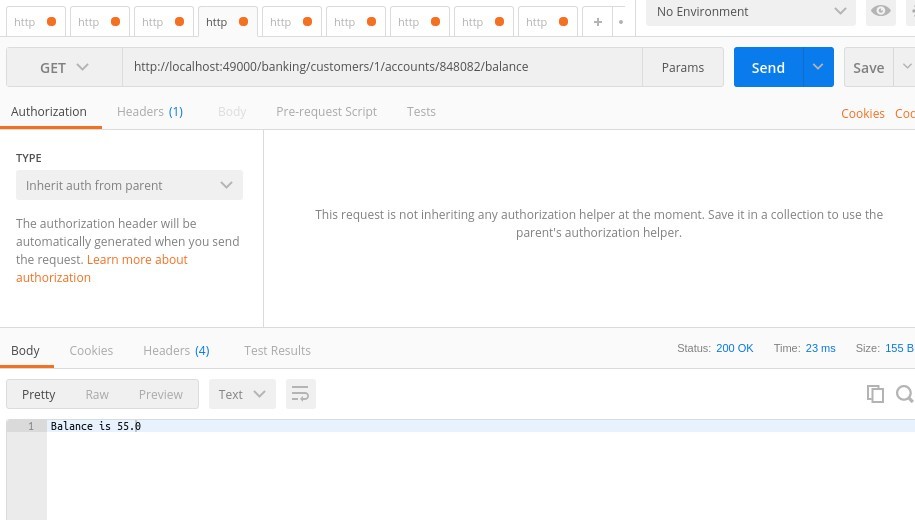 http http http http http http http http http + No Environment
GET http://localhost:49000/banking/customers/1/accounts/848082/balance Params Send Save
Authorization Headers (1) Body Pre-request Script Tests Cookies
TYPE
Inherit auth from parent
The authorization header will be
automatically generated when you send
the request. Learn more about
authorization
This request is not inheriting any authorization helper at the moment. Save it in a collection to use the
parent's authorization helper.
Body Cookies Headers (4) Test Results Status: 200 OK Time: 23 ms Size: 155 B
Pretty Raw Preview Text
1 Balance is 55.0